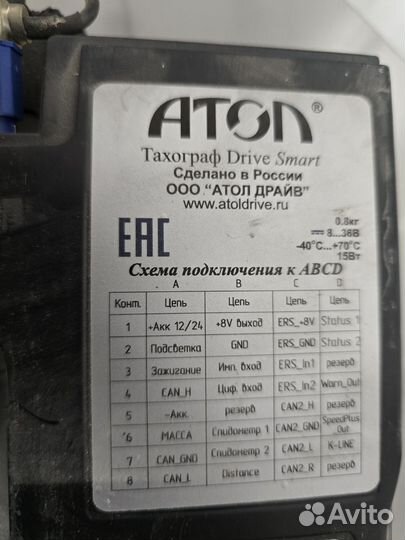 АТОЛ®
Тахограф Drive Smart
Сделано в России
ООО "АТОЛ ДРАЙВ"
www.atoldrive.ru
EAC
0.8кг
8...36В
-40°С...+70°С
15Вт
Схема подключения к ABCD
A B C D
Конт. Цепь Цепь Цепь Цепь
1 +Акк 12/24 +8V выход ERS_+8V Status 1
2 Подсветка GND ERS_GND Status 2
3 Зажигание Имп. вход ERS_In1 резерв
4 CAN_H Циф. вход ERS_In2 Warn_Out
5 -Акк. резерв CAN2_H резерв
6 МАССА Спидометр 1 CAN2_GND SpeedPlus Out
7 CAN_GND Спидометр 2 CAN2_L K-LINE
8 CAN_L Distance CAN2_R резерв
Avito